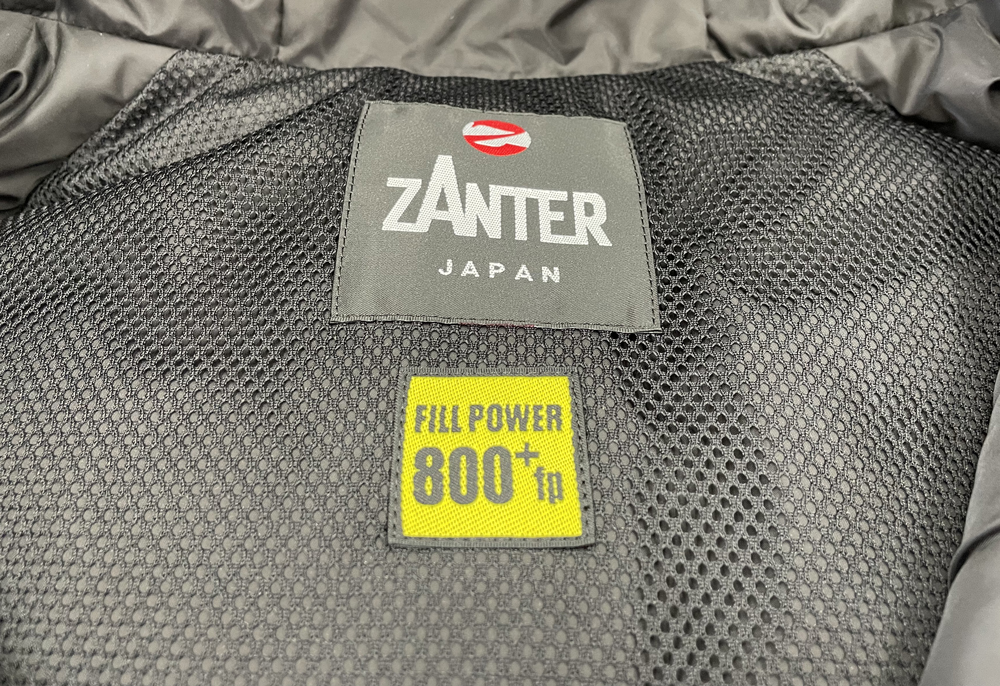 ZANTER
JAPAN
FILL POWER
800+fp